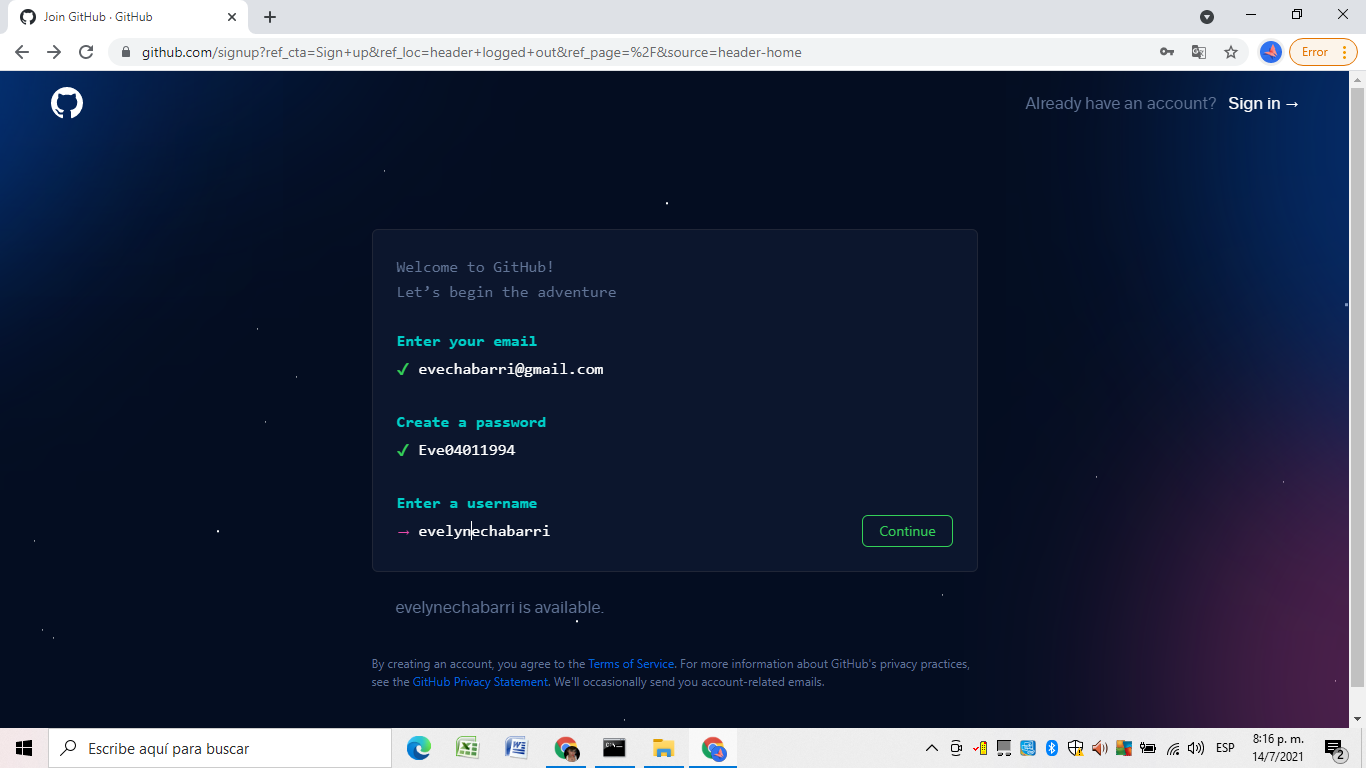 Join GitHub · GitHub
github.com/signup?ref_cta=Sign+up&ref_loc=header+logged+out&ref_page=%2F&source=header-home
Error
Already have an account? Sign in →
Welcome to GitHub!
Let’s begin the adventure
Enter your email
✓ evechabarri@gmail.com
Create a password
✓ Eve04011994
Enter a username
→ evelynechabarri
Continue
evelynechabarri is available.
By creating an account, you agree to the Terms of Service. For more information about GitHub's privacy practices,
see the GitHub Privacy Statement. We'll occasionally send you account-related emails.
Escribe aquí para buscar
ESP
8:16 p. m.
14/7/2021
2